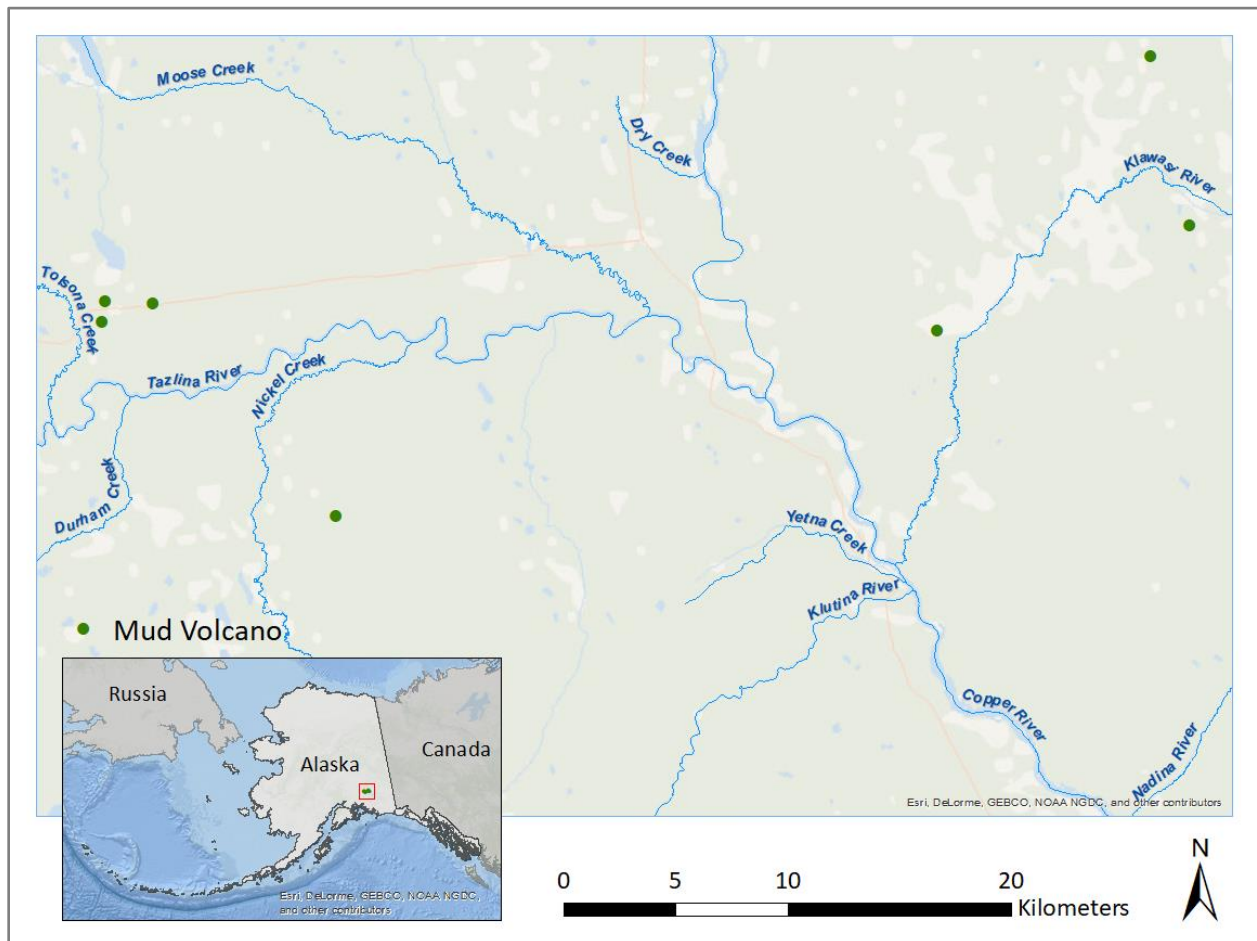 Moose Creek
Dry Creek
Klawasi River
Tolsona Creek
Tazlina River
Nickel Creek
Durham Creek
Yetna Creek
Klutina River
Copper River
Nadina River
Mud Volcano
Russia
Alaska
Canada
Esri, DeLorme, GEBCO, NOAA NGDC,
and other contributors
Esri, DeLorme, GEBCO, NOAA NGDC, and other contributors
0 5 10 20
Kilometers
N